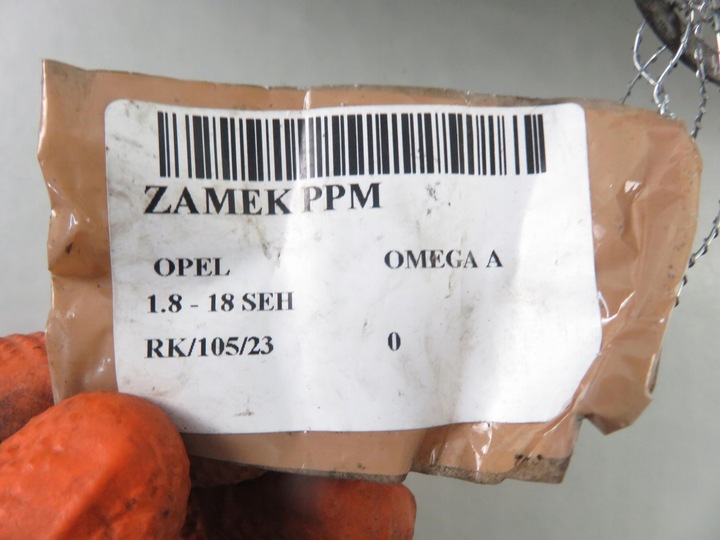 ZAMEK PPM
OPEL OMEGA A
1.8 - 18 SEH
RK/105/23 0